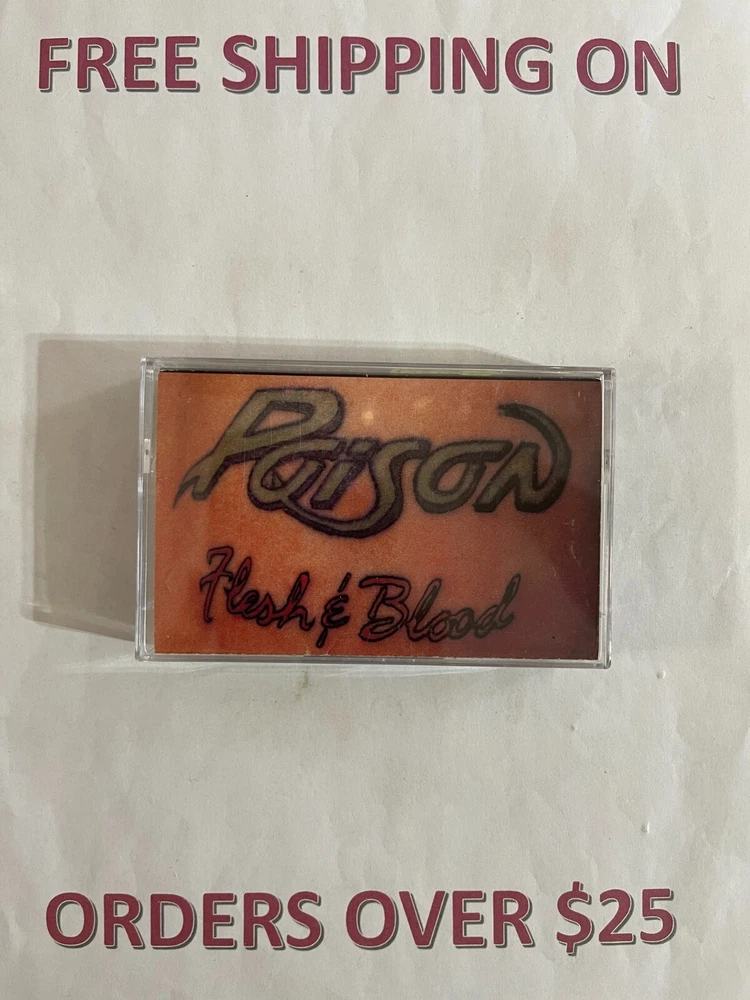 FREE SHIPPING ON
POISON
Flesh & Blood
ORDERS OVER $25